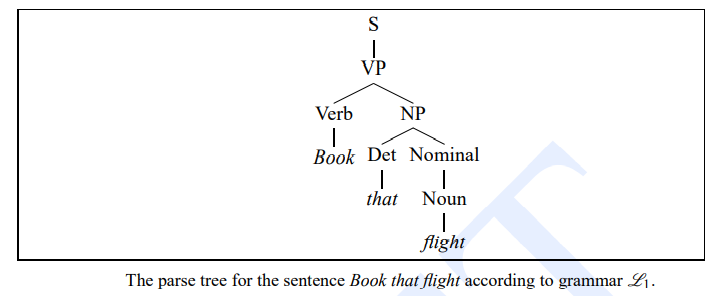 S
VP
Verb NP
Book Det Nominal
that Noun
flight
The parse tree for the sentence Book that flight according to grammar ℒ1.